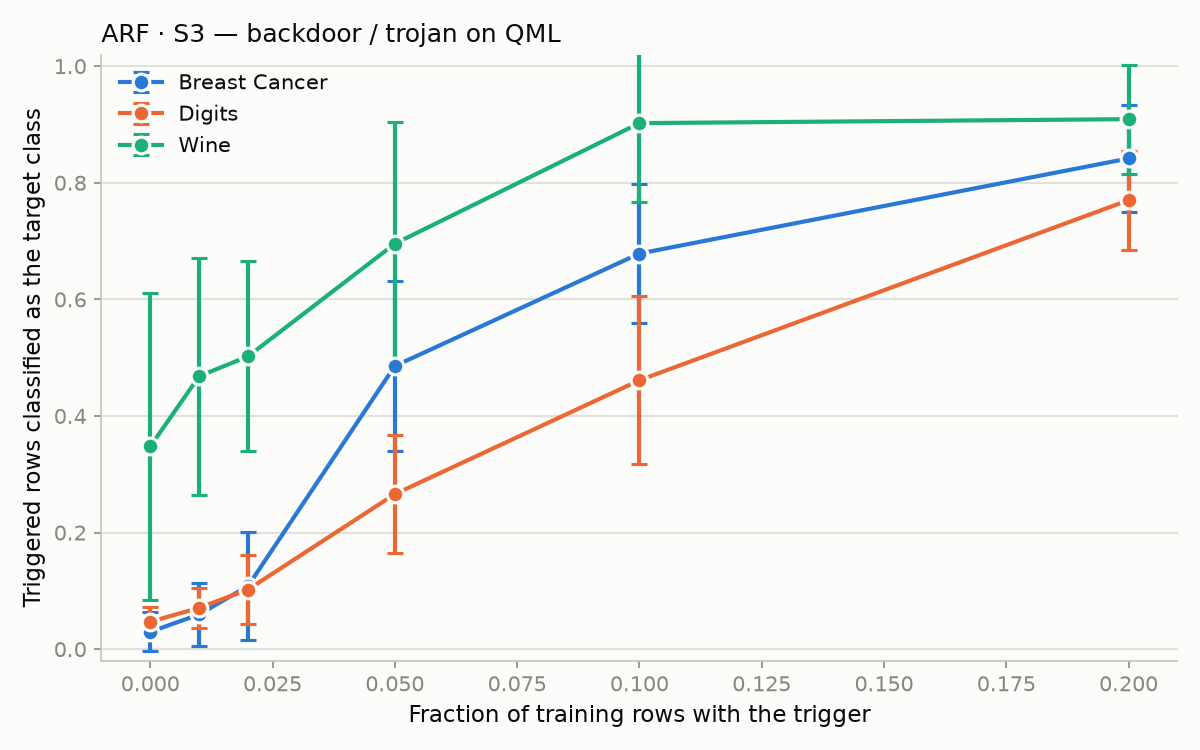 ARF · S3 — backdoor / trojan on QML
Breast Cancer
Digits
Wine
Triggered rows classified as the target class
1.0
0.8
0.6
0.4
0.2
0.0
0.000 0.025 0.050 0.075 0.100 0.125 0.150 0.175 0.200
Fraction of training rows with the trigger